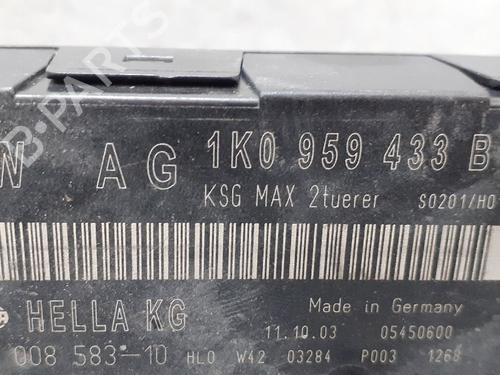 AG 1K0 959 433 B
KSG MAX 2tuerer S0201/H0
HELLA KG Made in Germany
11.10.03 05450600
008 583-10 HLO W42 03284 P003 1268
B-PARTS